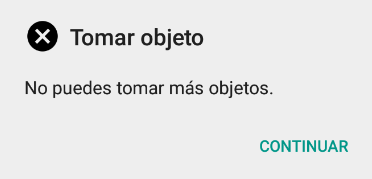 Tomar objeto
No puedes tomar más objetos.
CONTINUAR